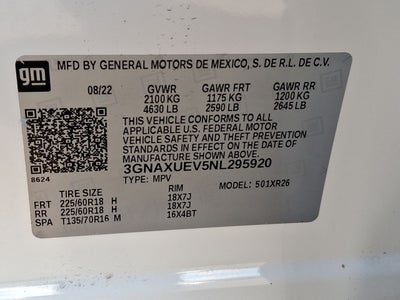 gm
MFD BY GENERAL MOTORS DE MEXICO, S. DE R.L. DE C.V.
08/22 GVWR GAWR FRT GAWR RR
2100 KG 1175 KG 1200 KG
4630 LB 2590 LB 2645 LB
THIS VEHICLE CONFORMS TO ALL
APPLICABLE U.S. FEDERAL MOTOR
VEHICLE SAFETY AND THEFT PREVENTION
STANDARDS IN EFFECT ON THE DATE OF
MANUFACTURE SHOWN ABOVE.
3GNAXUEV5NL295920
8624 TYPE: MPV MODEL: 501XR26
TIRE SIZE RIM
FRT 225/60R18 H 18X7J
RR 225/60R18 H 18X7J
SPA T135/70R16 M 16X4BT